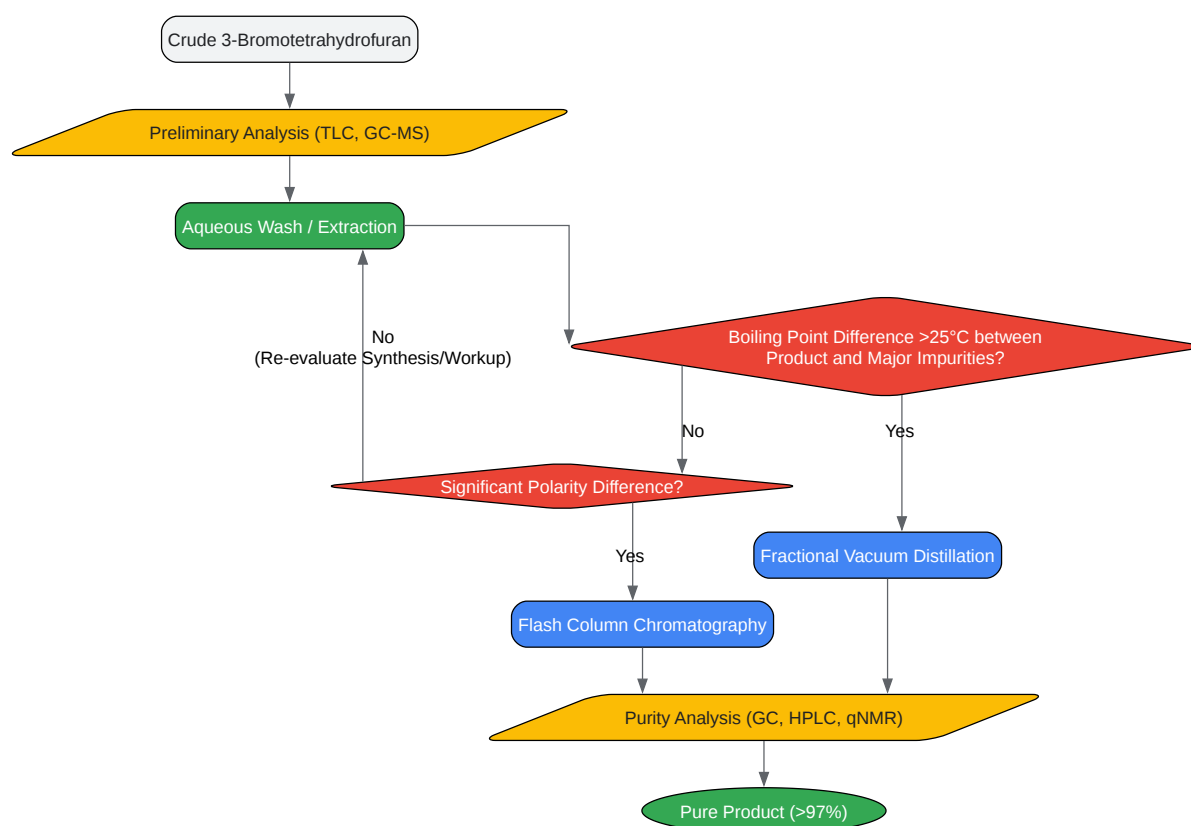 Crude 3-Bromotetrahydrofuran
Preliminary Analysis (TLC, GC-MS)
Aqueous Wash / Extraction
Boiling Point Difference >25°C between
Product and Major Impurities?
No
(Re-evaluate Synthesis/Workup)
No
Yes
Significant Polarity Difference?
Yes
Fractional Vacuum Distillation
Flash Column Chromatography
Purity Analysis (GC, HPLC, qNMR)
Pure Product (>97%)